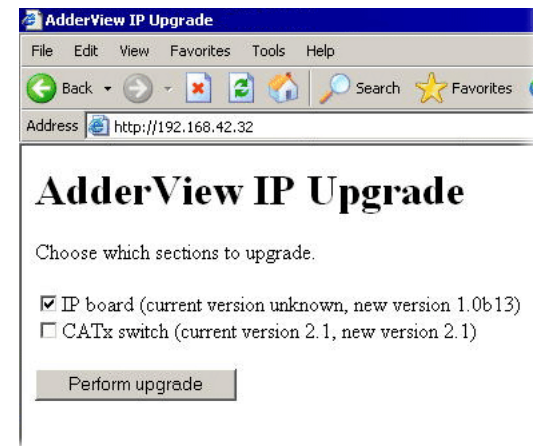 AdderView IP Upgrade
File Edit View Favorites Tools Help
Back Search Favorites
Address http://192.168.42.32
AdderView IP Upgrade
Choose which sections to upgrade.
IP board (current version unknown, new version 1.0b13)
CATx switch (current version 2.1, new version 2.1)
Perform upgrade